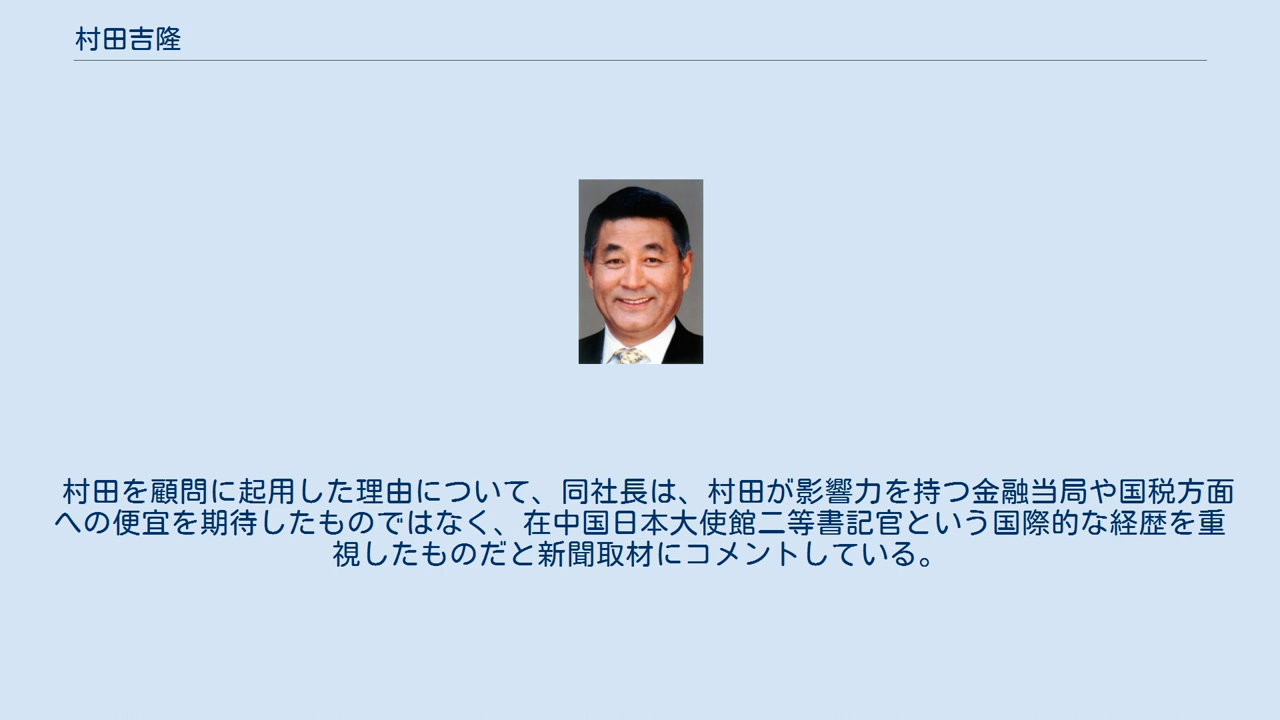 村田吉隆
村田を顧問に起用した理由について、同社長は、村田が影響力を持つ金融当局や国税方面
への便宜を期待したものではなく、在中国日本大使館二等書記官という国際的な経歴を重
視したものだと新聞取材にコメントしている。